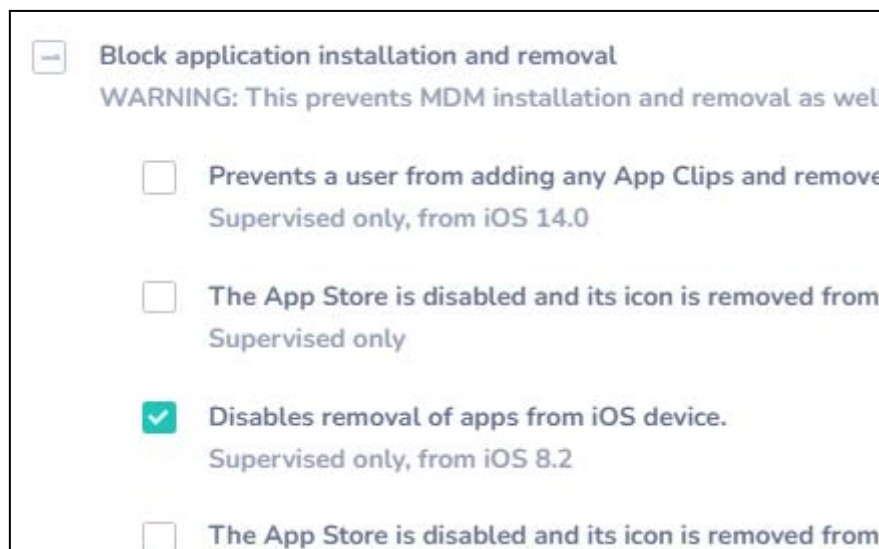 Block application installation and removal
WARNING: This prevents MDM installation and removal as wel
Prevents a user from adding any App Clips and remove
Supervised only, from iOS 14.0
The App Store is disabled and its icon is removed from
Supervised only
Disables removal of apps from iOS device.
Supervised only, from iOS 8.2
The App Store is disabled and its icon is removed from